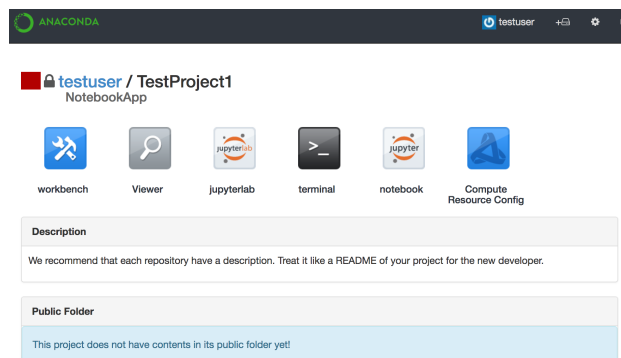 ANACONDA
testuser
testuser / TestProject1
NotebookApp
jupyterlab
>_
jupyter
workbench
Viewer
jupyterlab
terminal
notebook
Compute
Resource Config
Description
We recommend that each repository have a description. Treat it like a README of your project for the new developer.
Public Folder
This project does not have contents in its public folder yet!